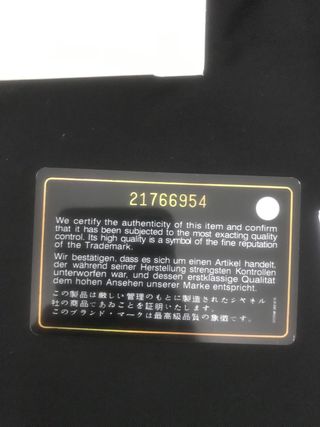 21766954
We certify the authenticity of this item and confirm
that it has been subjected to the most exacting quality
control. Its high quality is a symbol of the fine reputation
of the Trademark.
Wir bestätigen, dass es sich um einen Artikel handelt,
der während seiner Herstellung strengsten Kontrollen
unterworfen war, und dessen erstklässige Qualität
dem hohen Ansehen unserer Marke entspricht.
この製品は厳しい管理のもとに製造されたシャネル
社の商品であることを証明いたします。
このブランド・マークは最高級品質の象徴です。